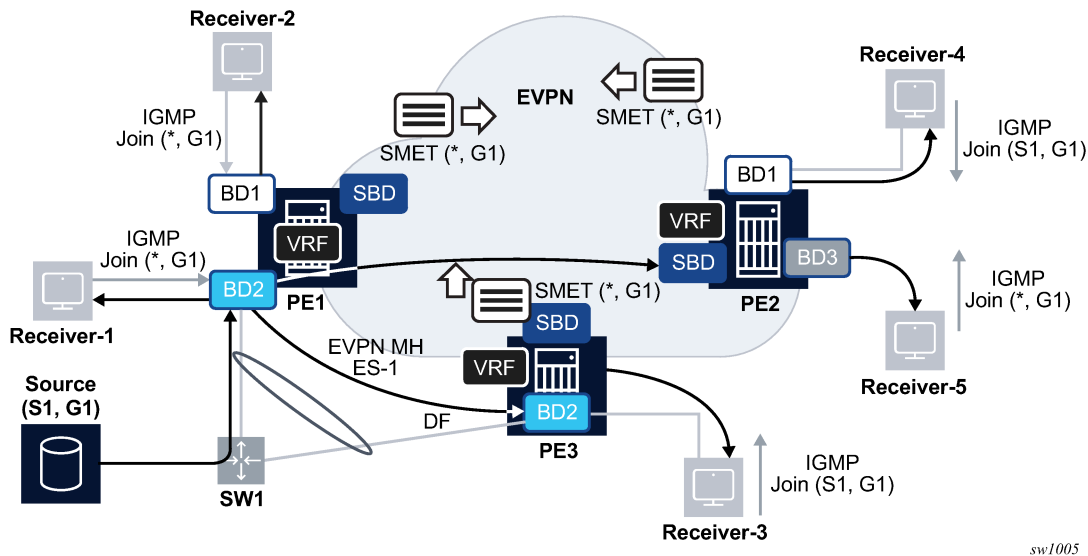 Receiver-2
IGMP
Join (*, G1)
BD1
SBD
VRF
PE1
IGMP
Join (*, G1)
BD2
Receiver-1
Source
(S1, G1)
SW1
EVPN MH
ES-1
DF
EVPN
SMET (*, G1)
SMET (*, G1)
SMET (*, G1)
SBD
VRF
BD2
PE3
Receiver-3
IGMP
Join (S1, G1)
Receiver-4
IGMP
Join (S1, G1)
BD1
VRF
SBD
BD3
PE2
IGMP
Join (*, G1)
Receiver-5
sw1005